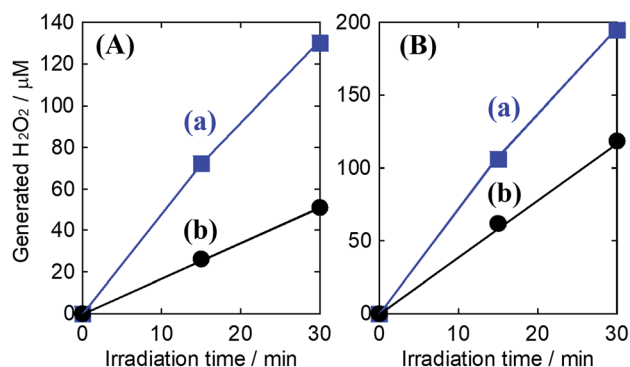 Generated H₂O₂ / μM
140
120
100
80
60
40
20
0
(A)
(a)
(b)
0 10 20 30
Irradiation time / min
200
150
100
50
0
(B)
(a)
(b)
0 10 20 30
Irradiation time / min